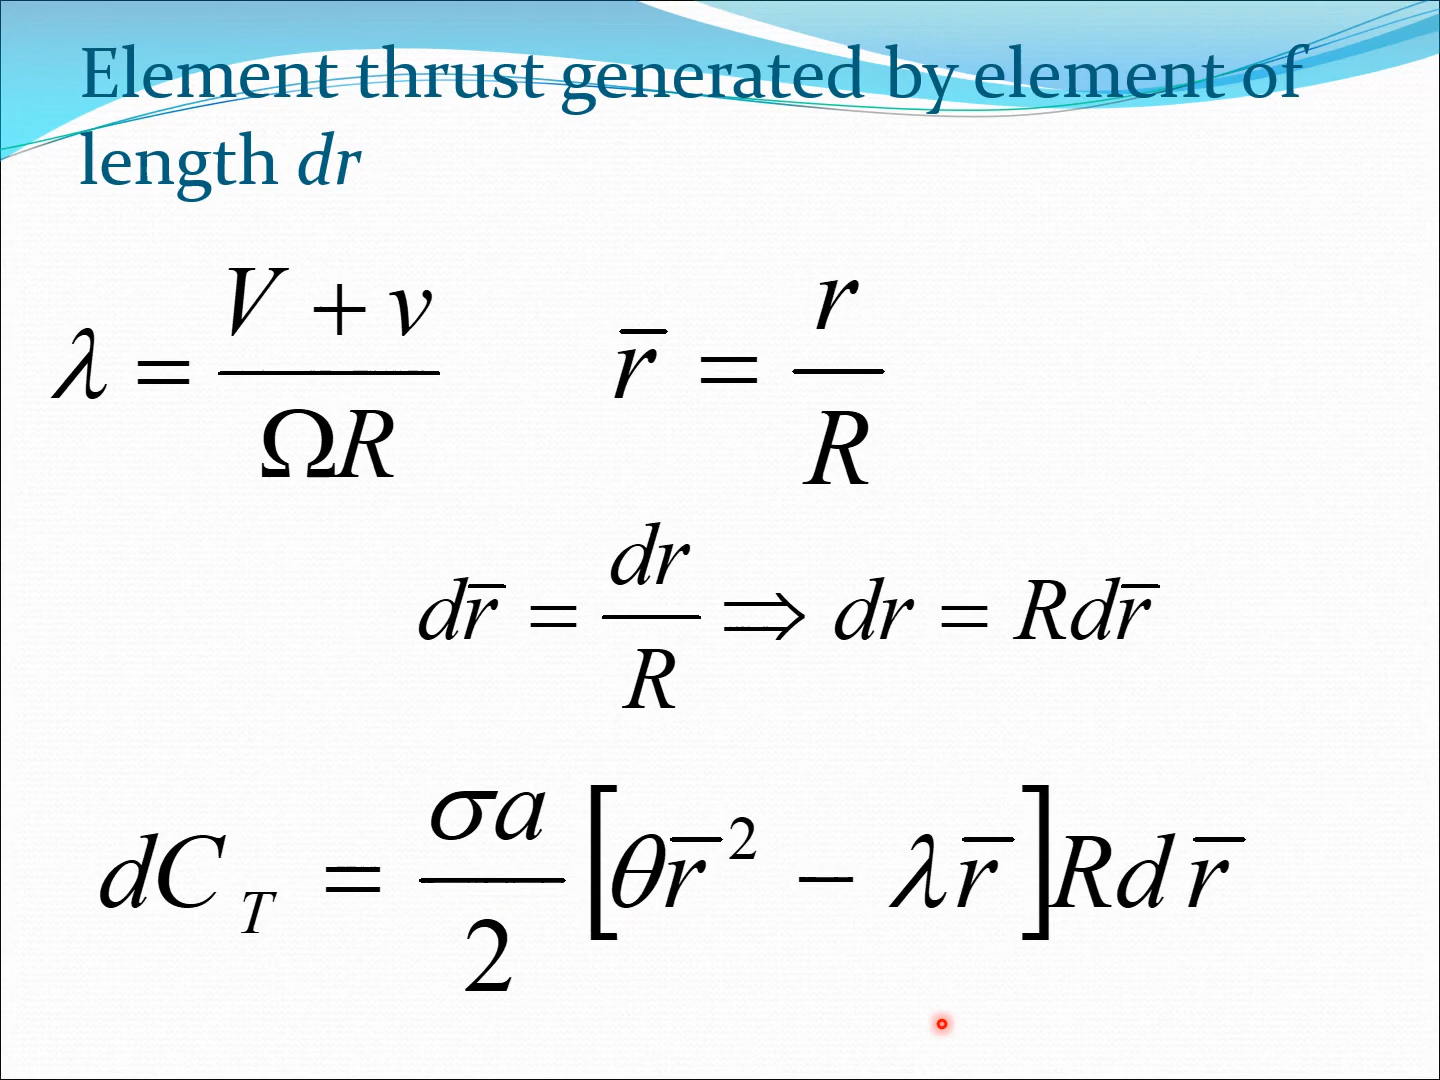 Element thrust generated by element of
length dr
λ = (V + v) / (ΩR)    r̅ = r / R
dr̅ = dr / R ⇒ dr = Rdr̅
dC_T = (σa / 2) [θr̅² − λr̅] Rdr̅